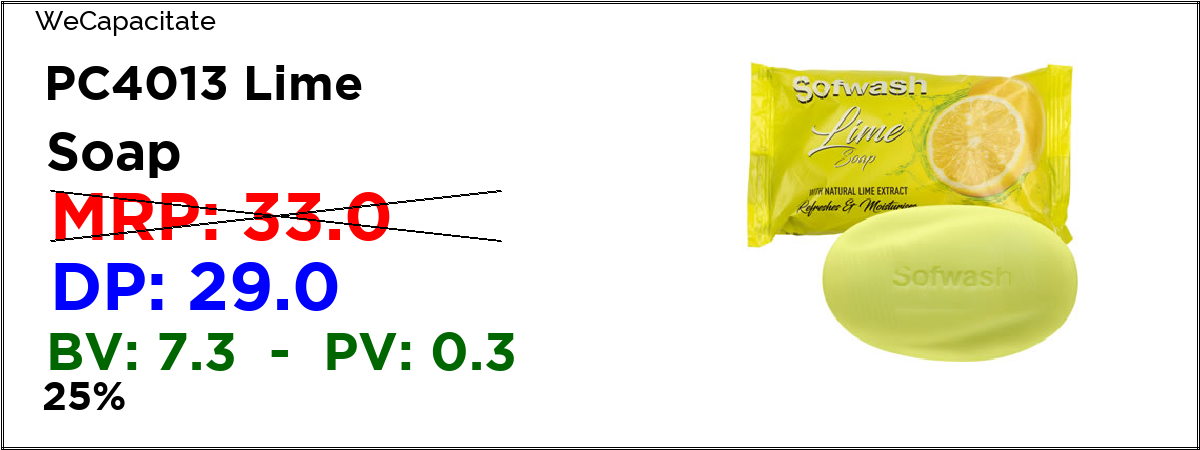 WeCapacitate
PC4013 Lime
Soap
MRP: 33.0
DP: 29.0
BV: 7.3 - PV: 0.3
25%
Sofwash
Lime
Soap
WITH NATURAL LIME EXTRACT
Refreshes & Moisturizes
Sofwash